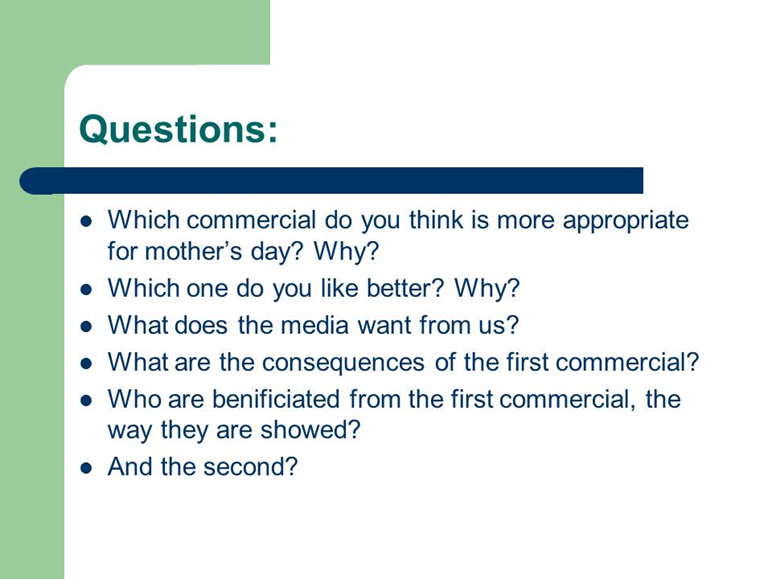 Questions:
Which commercial do you think is more appropriate
for mother’s day? Why?
Which one do you like better? Why?
What does the media want from us?
What are the consequences of the first commercial?
Who are benificiated from the first commercial, the
way they are showed?
And the second?